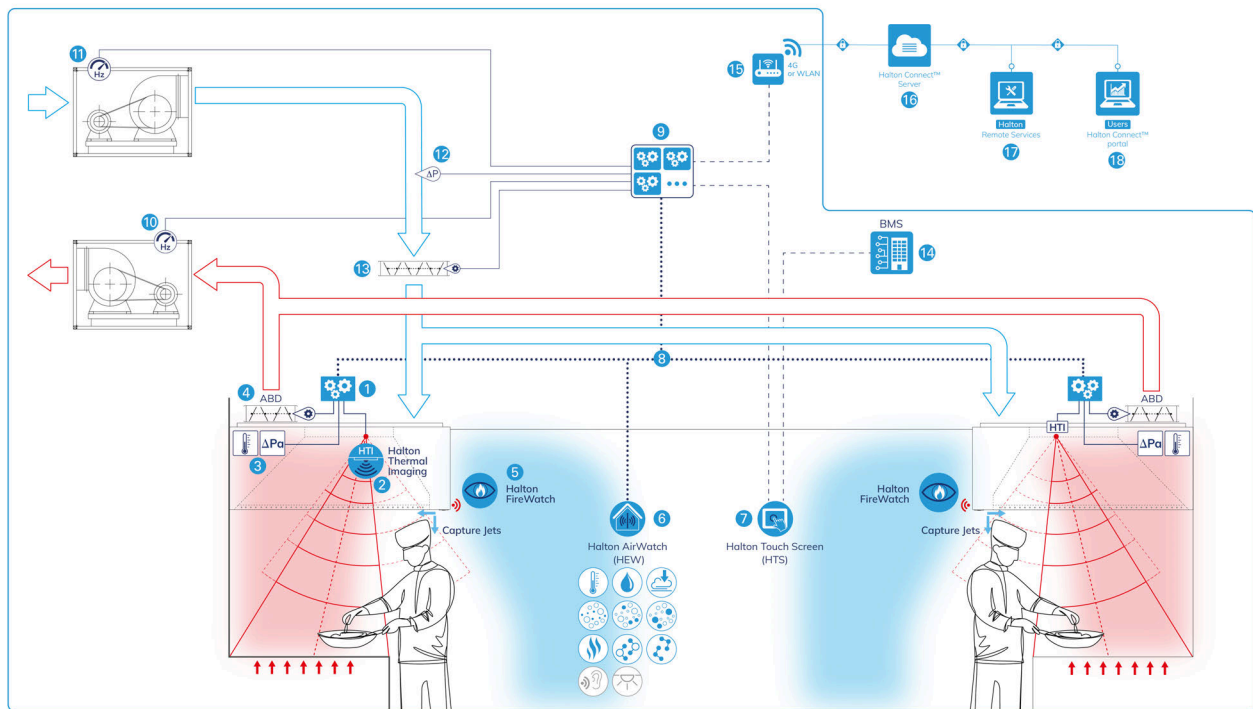 11
Hz
15
4G
or WLAN
Halton Connect™
Server
16
Halton
Remote Services
17
Users
Halton Connect™
portal
18
9
12
ΔP
10
Hz
13
BMS
14
8
4
ABD
1
3
ΔPa
HTI
2
Halton
Thermal
Imaging
5
Halton
FireWatch
Capture Jets
6
Halton AirWatch
(HEW)
7
Halton Touch Screen
(HTS)
ABD
HTI
ΔPa
Halton
FireWatch
Capture Jets